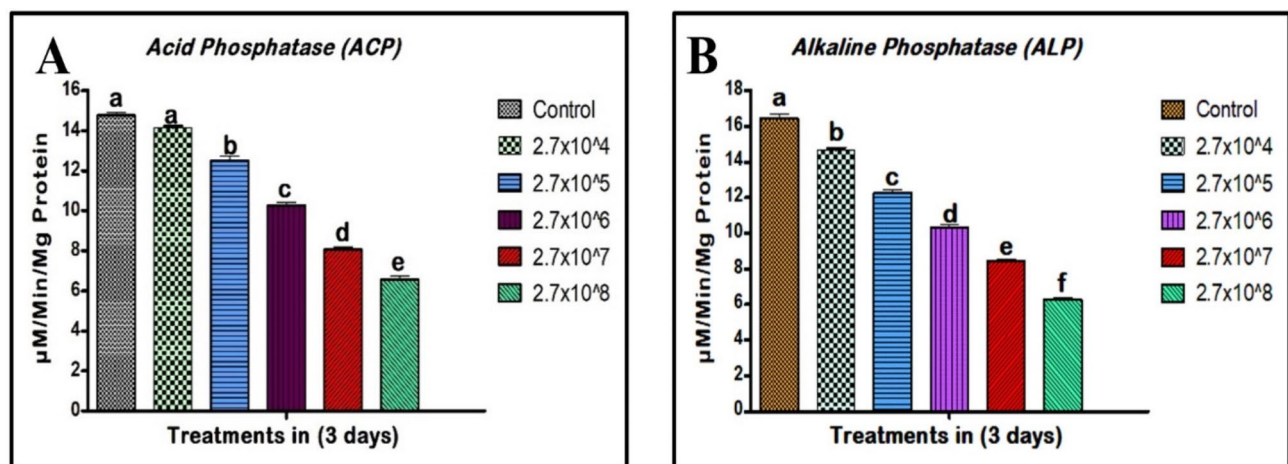 A
Acid Phosphatase (ACP)
µM/Min/Mg Protein
16
14
12
10
8
6
4
2
0
a
a
b
c
d
e
Control
2.7x10^4
2.7x10^5
2.7x10^6
2.7x10^7
2.7x10^8
Treatments in (3 days)
B
Alkaline Phosphatase (ALP)
µM/Min/Mg Protein
18
16
14
12
10
8
6
4
2
0
a
b
c
d
e
f
Control
2.7x10^4
2.7x10^5
2.7x10^6
2.7x10^7
2.7x10^8
Treatments in (3 days)